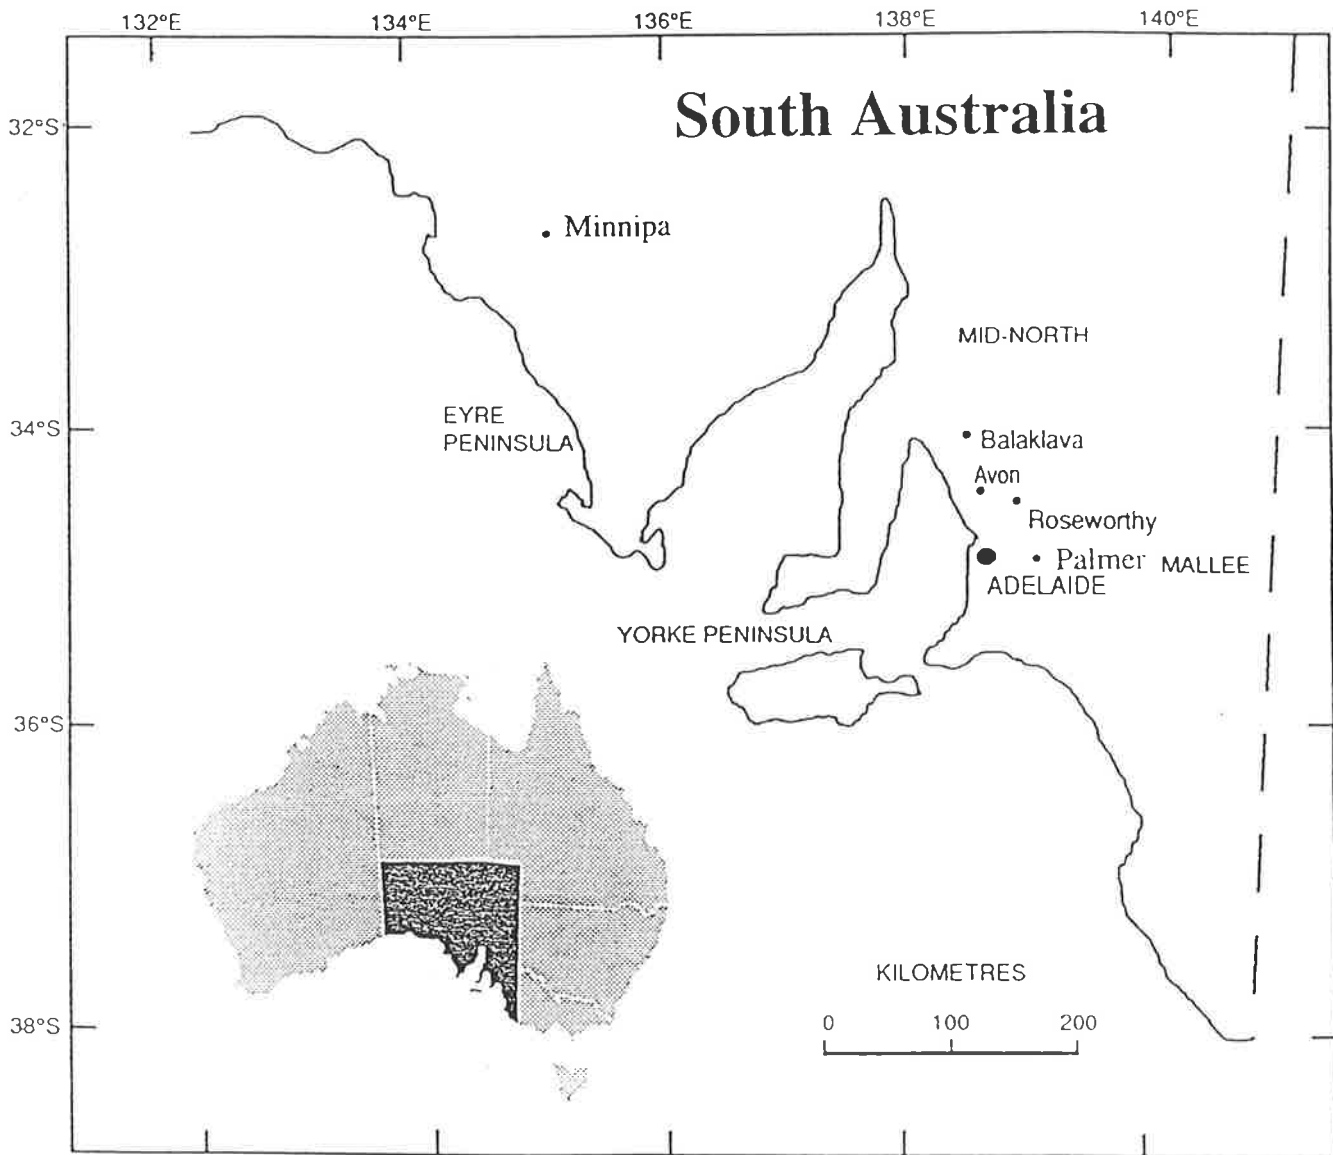 132°E 134°E 136°E 138°E 140°E
South Australia
32°S
Minnipa
MID-NORTH
34°S
EYRE
PENINSULA
Balaklava
Avon
Roseworthy
Palmer MALLEE
ADELAIDE
YORKE PENINSULA
36°S
KILOMETRES
38°S
0 100 200